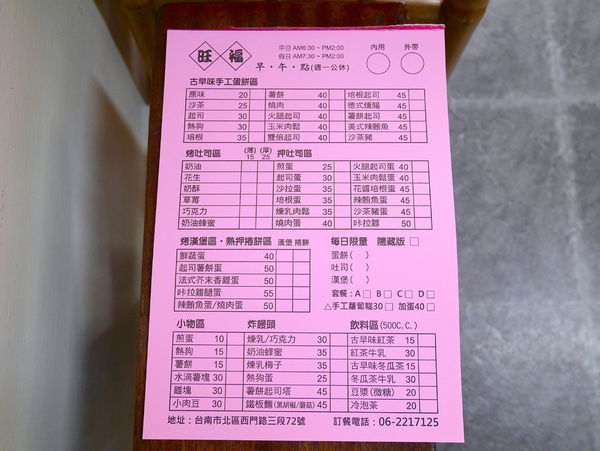 旺福
平日 AM6:30~PM2:00
假日 AM7:30~PM2:00
早·午·點(週一公休)
內用 外帶
古早味手工蛋餅區
原味 20 薯餅 40 培根起司 45
沙茶 25 燒肉 40 德式燻腸 45
起司 30 火腿起司 40 薯餅起司 45
熱狗 30 玉米肉鬆 40 美式辣鮪魚 45
培根 35 雙倍起司 40 沙茶豬 45
烤吐司區 (薄)15 (厚)25 押吐司區
奶油 煎蛋 25 火腿起司蛋 40
花生 起司蛋 30 玉米肉鬆蛋 40
奶酥 沙拉蛋 35 花醬培根蛋 40
草莓 培根蛋 35 辣鮪魚蛋 45
巧克力 煉乳肉鬆 35 沙茶豬蛋 45
奶油蜂蜜 燒肉蛋 40 咔拉雞 50
烤漢堡區·熱押捲餅區 漢堡 捲餅 每日限量 隱藏版
鮮蔬蛋 40 蛋餅( )
起司薯餅蛋 50 吐司( )
法式芥末香雞蛋 50 漢堡( )
咔拉雞腿蛋 55 套餐:A B C D
辣鮪魚蛋/燒肉蛋 50 △手工蘿蔔糕30 加蛋40
小物區 炸饅頭 飲料區(500C.C.)
煎蛋 10 煉乳/巧克力 30 古早味紅茶 15
熱狗 15 奶油蜂蜜 35 紅茶牛乳 30
薯餅 15 煉乳梅子 35 古早味冬瓜茶 15
水滴薯塊 30 熱狗蛋 25 冬瓜茶牛乳 30
雞塊 30 薯餅起司塔 45 豆漿(微糖) 20
小肉豆 30 鐵板麵(黑胡椒/蘑菇) 45 冷泡茶 20
地址:台南市北區西門路三段72號 訂餐電話:06-2217125